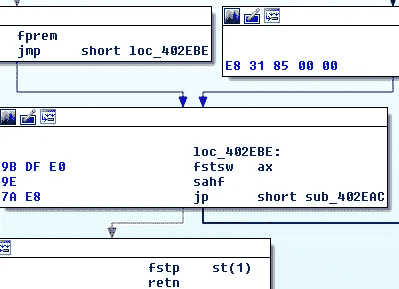 fprem
jmp short loc_402EBE
E8 31 85 00 00
loc_402EBE:
9B DF E0 fstsw ax
9E sahf
7A E8 jp short sub_402EAC
fstp st(1)
retn